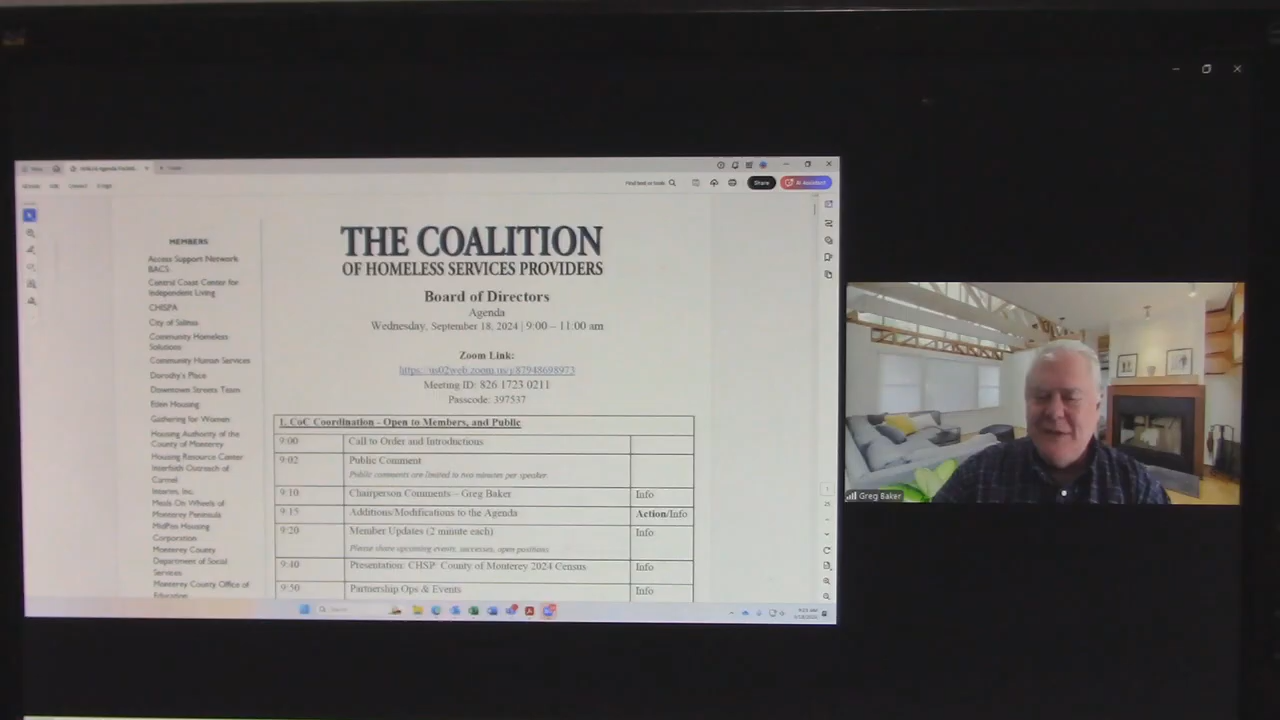 Share
AI Assistant
THE COALITION
OF HOMELESS SERVICES PROVIDERS
MEMBERS
Access Support Network
BACS
Central Coast Center for
Independent Living
CHISPA
City of Salinas
Community Homeless
Solutions
Community Human Services
Dorothy's Place
Downtown Streets Team
Eden Housing
Gathering for Women
Housing Authority of the
County of Monterey
Housing Resource Center
Interfaith Outreach of
Carmel
Interim, Inc.
Meals On Wheels of
Monterey Peninsula
MidPen Housing
Corporation
Monterey County
Department of Social
Services
Monterey County Office of
Education
Board of Directors
Agenda
Wednesday, September 18, 2024 | 9:00 – 11:00 am
Zoom Link:
https://us02web.zoom.us/j/87948698973
Meeting ID: 826 1723 0211
Passcode: 397537
1. CoC Coordination - Open to Members, and Public
9:00 Call to Order and Introductions
9:02 Public Comment
Public comments are limited to two minutes per speaker.
9:10 Chairperson Comments – Greg Baker Info
9:15 Additions/Modifications to the Agenda Action/Info
9:20 Member Updates (2 minute each) Info
Please share upcoming events, successes, open positions
9:40 Presentation: CHSP County of Monterey 2024 Census Info
9:50 Partnership Ops & Events Info
Search
Greg Baker